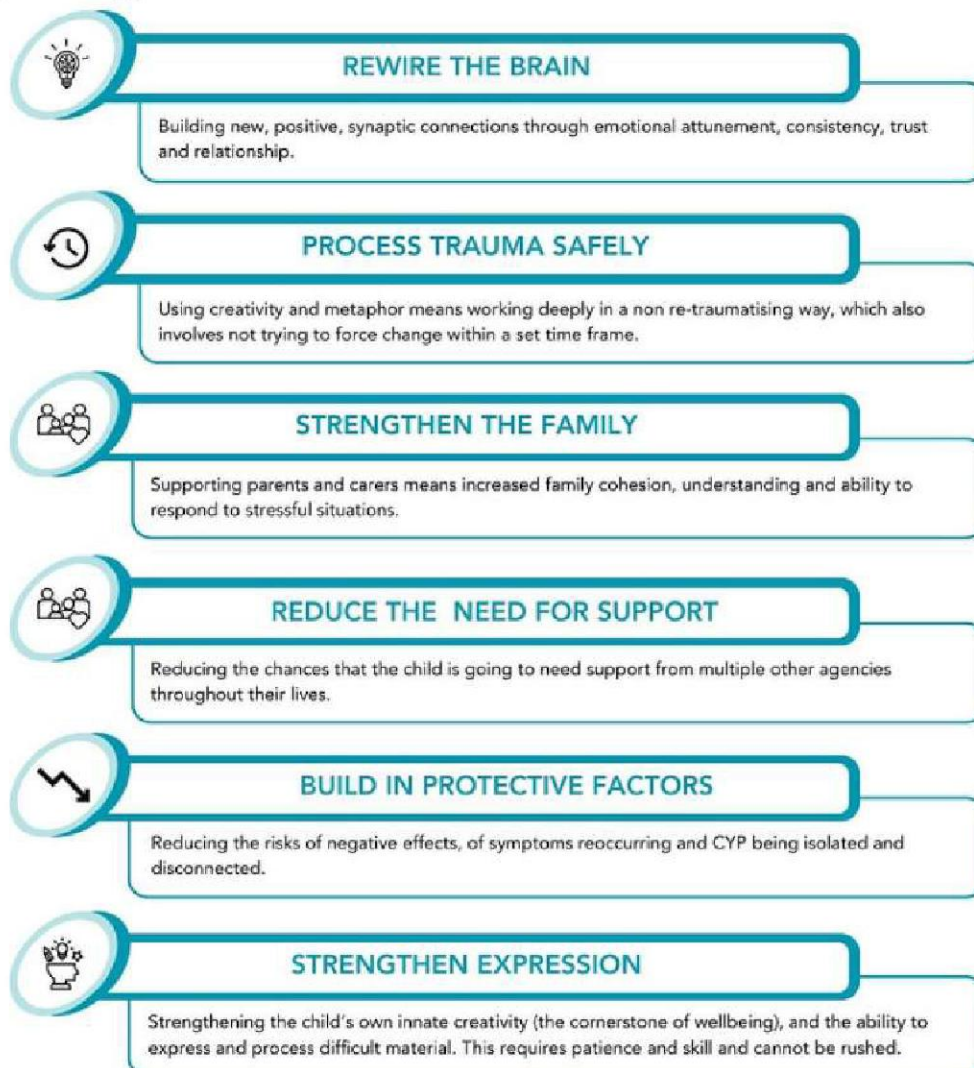 REWIRE THE BRAIN
Building new, positive, synaptic connections through emotional attunement, consistency, trust
and relationship.
PROCESS TRAUMA SAFELY
Using creativity and metaphor means working deeply in a non re-traumatising way, which also
involves not trying to force change within a set time frame.
STRENGTHEN THE FAMILY
Supporting parents and carers means increased family cohesion, understanding and ability to
respond to stressful situations.
REDUCE THE NEED FOR SUPPORT
Reducing the chances that the child is going to need support from multiple other agencies
throughout their lives.
BUILD IN PROTECTIVE FACTORS
Reducing the risks of negative effects, of symptoms reoccurring and CYP being isolated and
disconnected.
STRENGTHEN EXPRESSION
Strengthening the child's own innate creativity (the cornerstone of wellbeing), and the ability to
express and process difficult material. This requires patience and skill and cannot be rushed.